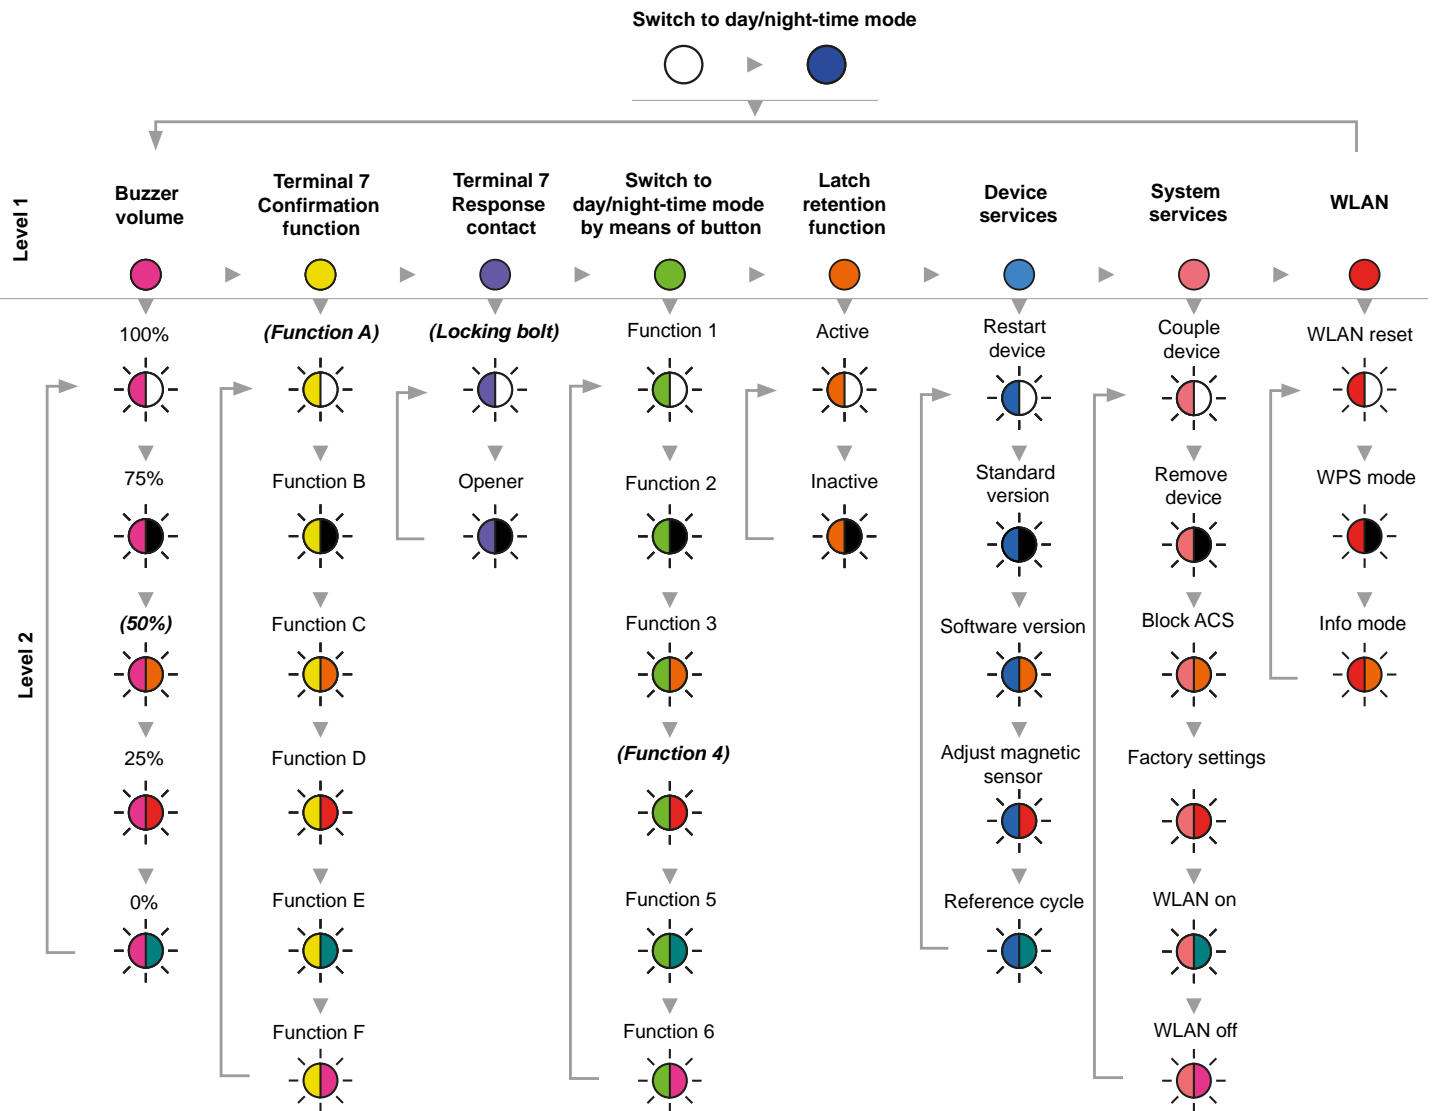 Switch to day/night-time mode
Level 1
Buzzer
volume
Terminal 7
Confirmation
function
Terminal 7
Response
contact
Switch to
day/night-time mode
by means of button
Latch
retention
function
Device
services
System
services
WLAN
Level 2
100%
75%
(50%)
25%
0%
(Function A)
Function B
Function C
Function D
Function E
Function F
(Locking bolt)
Opener
Function 1
Function 2
Function 3
(Function 4)
Function 5
Function 6
Active
Inactive
Restart
device
Standard
version
Software version
Adjust magnetic
sensor
Reference cycle
Couple
device
Remove
device
Block ACS
Factory settings
WLAN on
WLAN off
WLAN reset
WPS mode
Info mode